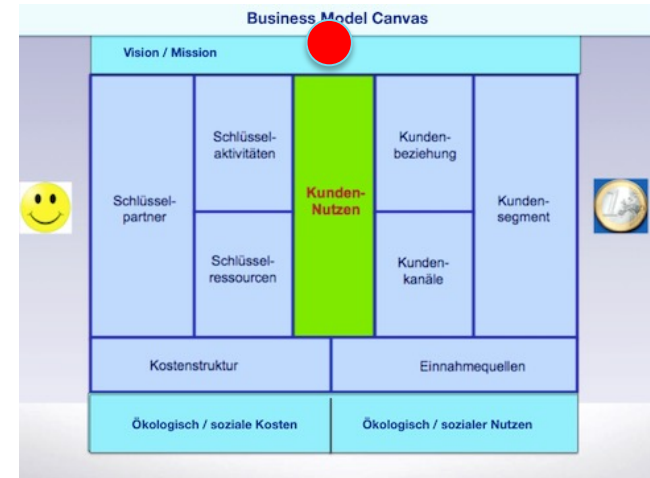 Business Model Canvas
Vision / Mission
Schlüssel-
partner
Schlüssel-
aktivitäten
Schlüssel-
ressourcen
Kunden-
Nutzen
Kunden-
beziehung
Kunden-
kanäle
Kunden-
segment
Kostenstruktur
Einnahmequellen
Ökologisch / soziale Kosten
Ökologisch / sozialer Nutzen